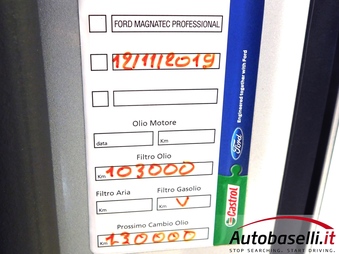 FORD MAGNATEC PROFESSIONAL
12/11/2019
Olio Motore
data
Km
Filtro Olio
Km 103000
Filtro Aria
Filtro Gasolio
Km
Km V
Prossimo Cambio Olio
Km 130000
Engineered together with Ford
Ford
Castrol
Autobaselli.it
STOP SEARCHING. START DRIVING.